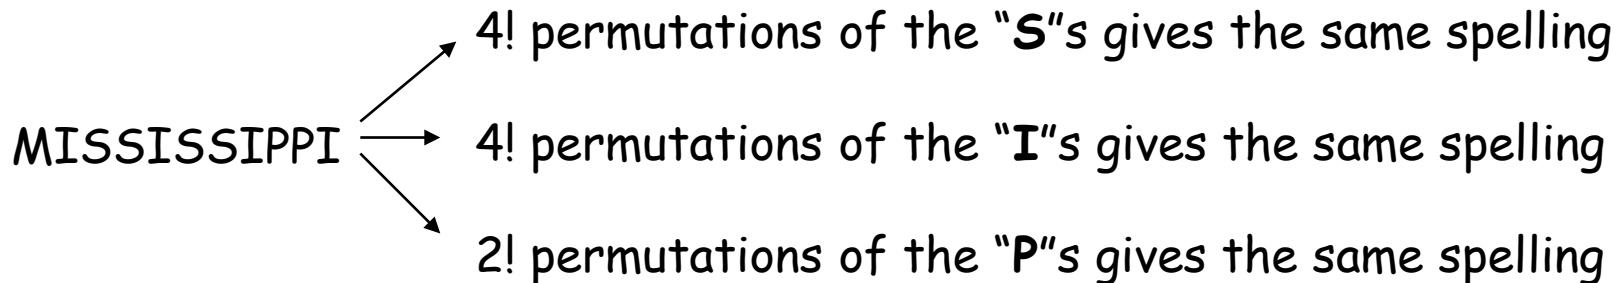 4! permutations of the “S”s gives the same spelling
MISSISSIPPI
4! permutations of the “I”s gives the same spelling
2! permutations of the “P”s gives the same spelling